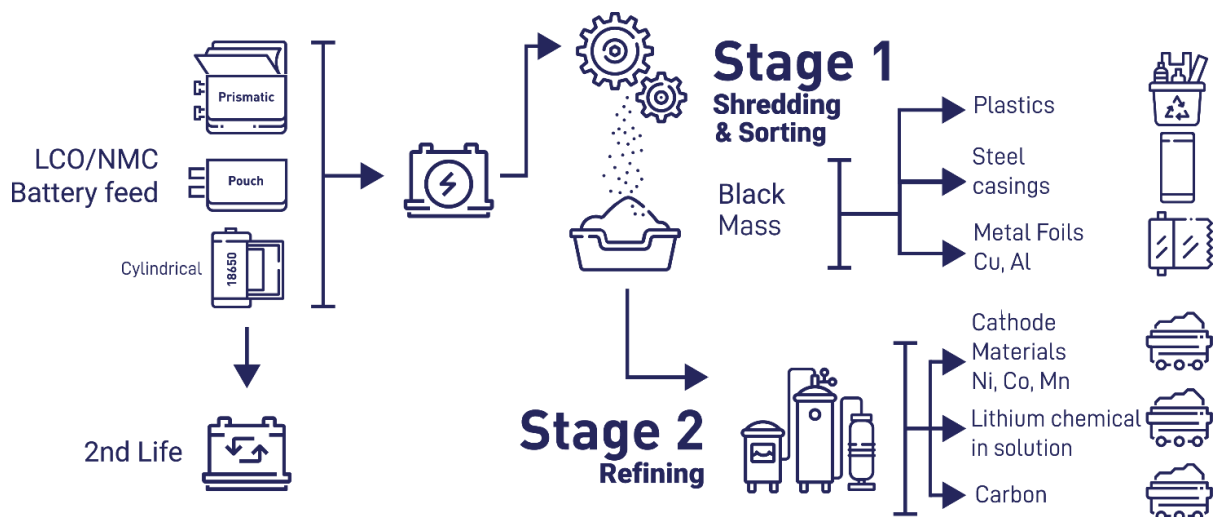 Prismatic
LCO/NMC
Battery feed
Pouch
Cylindrical
18650
2nd Life
Stage 1
Shredding
& Sorting
Black
Mass
Plastics
Steel
casings
Metal Foils
Cu, Al
Stage 2
Refining
Cathode
Materials
Ni, Co, Mn
Lithium chemical
in solution
Carbon